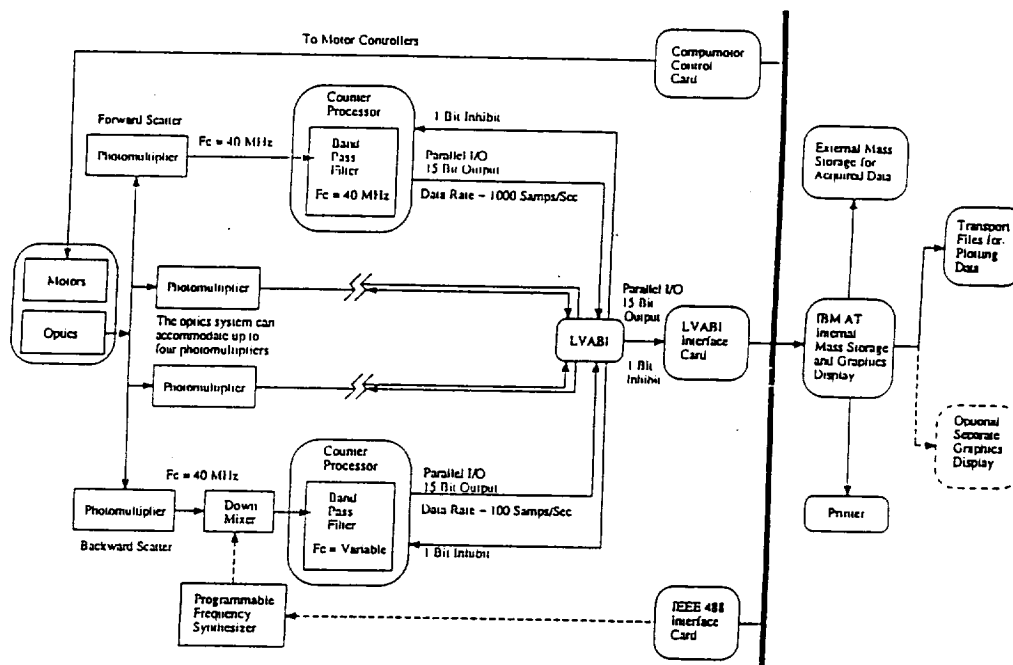 To Motor Controllers
Compumotor
Control
Card
Counter
Processor
Forward Scatter
Fc = 40 MHz
Photomultiplier
Band
Pass
Filter
Fc = 40 MHz
1 Bit Inhibit
Parallel I/O
15 Bit Output
Data Rate ~ 1000 Samps/Sec
External Mass
Storage for
Acquired Data
Transport
Files for
Plotting
Data
Motors
Optics
Photomultiplier
The optics system can
accommodate up to
four photomultipliers
Photomultiplier
LVABI
Parallel I/O
15 Bit
Output
1 Bit
Inhibit
LVABI
Interface
Card
IBM AT
Internal
Mass Storage
and Graphics
Display
Optional
Separate
Graphics
Display
Printer
Counter
Processor
Fc = 40 MHz
Photomultiplier
Backward Scatter
Down
Mixer
Band
Pass
Filter
Fc = Variable
Parallel I/O
15 Bit Output
Data Rate ~ 100 Samps/Sec
1 Bit Inhibit
Programmable
Frequency
Synthesizer
IEEE 488
Interface
Card